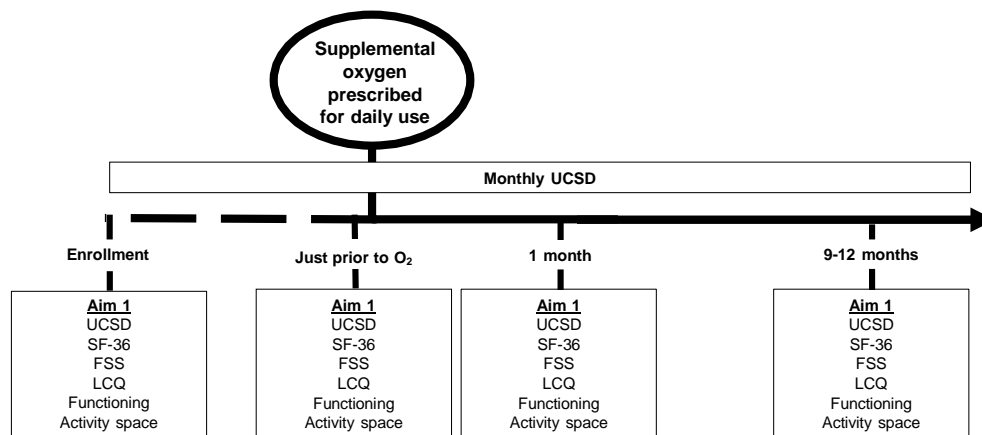 Supplemental
oxygen
prescribed
for daily use
Monthly UCSD
Enrollment
Just prior to O₂
1 month
9-12 months
Aim 1
UCSD
SF-36
FSS
LCQ
Functioning
Activity space
Aim 1
UCSD
SF-36
FSS
LCQ
Functioning
Activity space
Aim 1
UCSD
SF-36
FSS
LCQ
Functioning
Activity space
Aim 1
UCSD
SF-36
FSS
LCQ
Functioning
Activity space